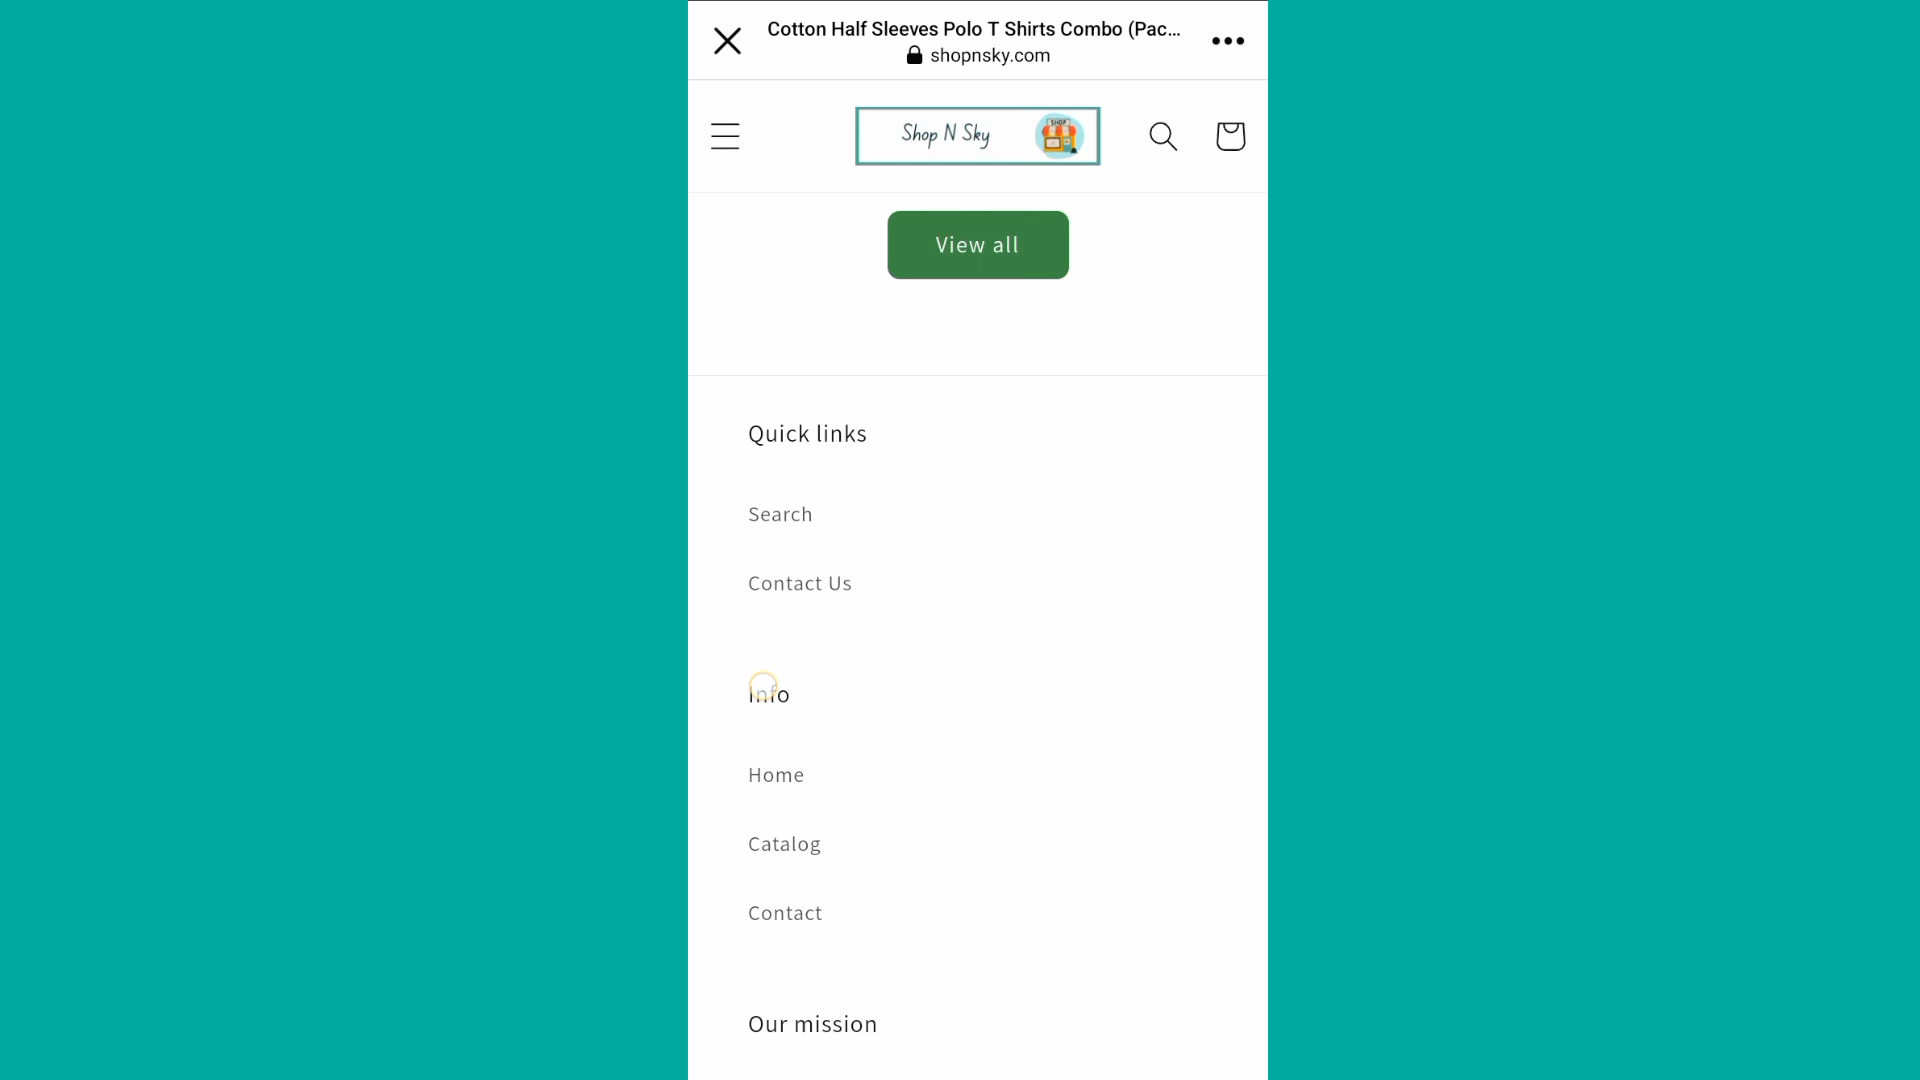 Cotton Half Sleeves Polo T Shirts Combo (Pac...
shopnsky.com
Shop N Sky
SHOP
View all
Quick links
Search
Contact Us
Info
Home
Catalog
Contact
Our mission